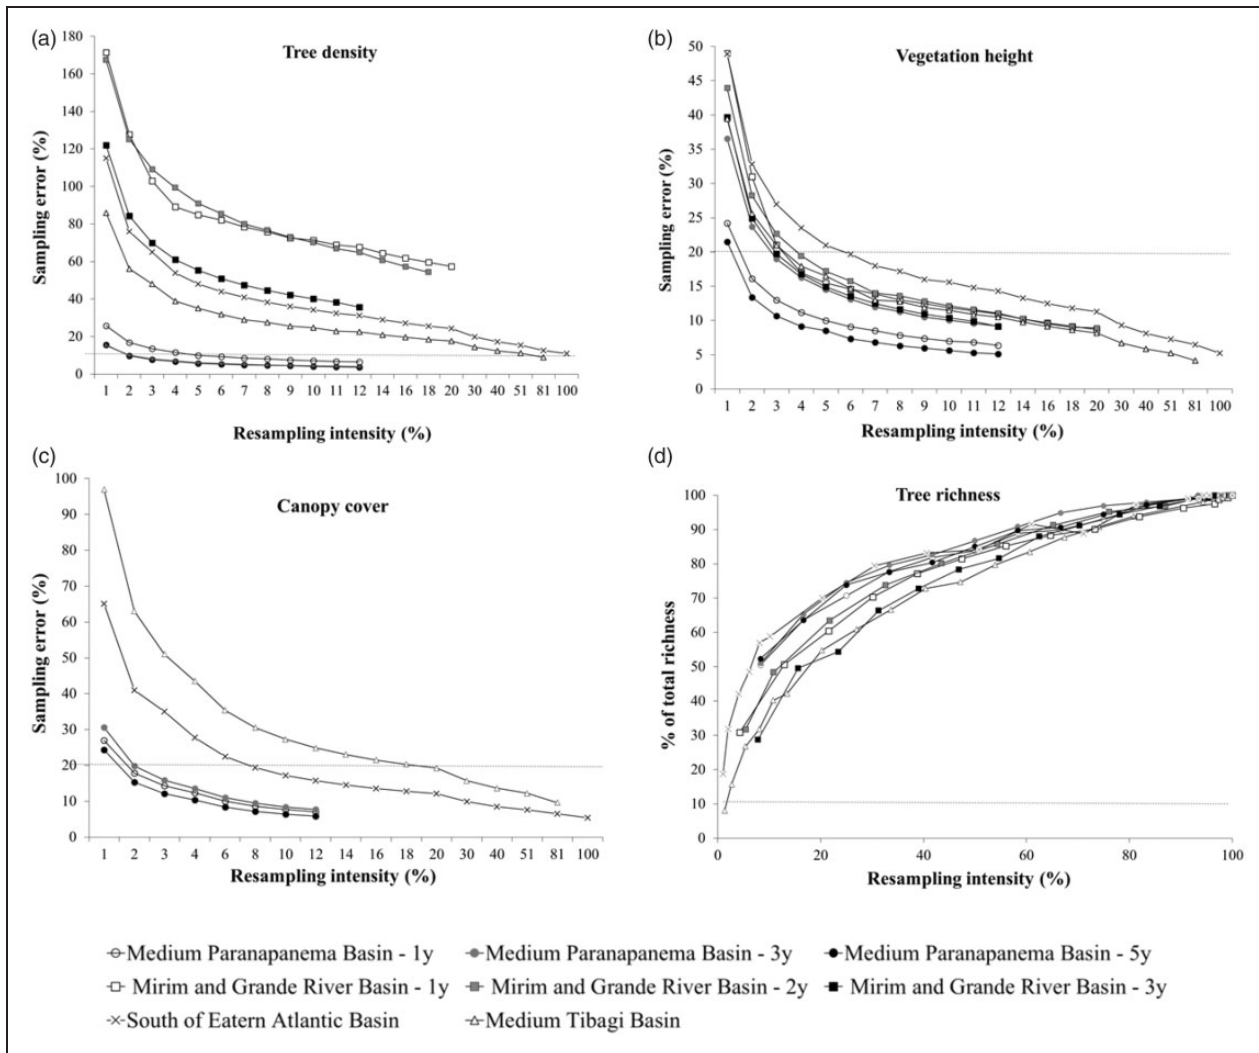 (a)
Tree density
Sampling error (%)
180
160
140
120
100
80
60
40
20
0
1 2 3 4 5 6 7 8 9 10 11 12 14 16 18 20 30 40 51 81 100
Resampling intensity (%)
(b)
Vegetation height
Sampling error (%)
50
45
40
35
30
25
20
15
10
5
0
1 2 3 4 5 6 7 8 9 10 11 12 14 16 18 20 30 40 51 81 100
Resampling intensity (%)
(c)
Canopy cover
Sampling error (%)
100
90
80
70
60
50
40
30
20
10
0
1 2 3 4 6 8 10 12 14 16 18 20 30 40 51 81 100
Resampling intensity (%)
(d)
Tree richness
% of total richness
100
90
80
70
60
50
40
30
20
10
0
0 20 40 60 80 100
Resampling intensity (%)
Medium Paranapanema Basin - 1y Medium Paranapanema Basin - 3y Medium Paranapanema Basin - 5y
Mirim and Grande River Basin - 1y Mirim and Grande River Basin - 2y Mirim and Grande River Basin - 3y
South of Eatern Atlantic Basin Medium Tibagi Basin